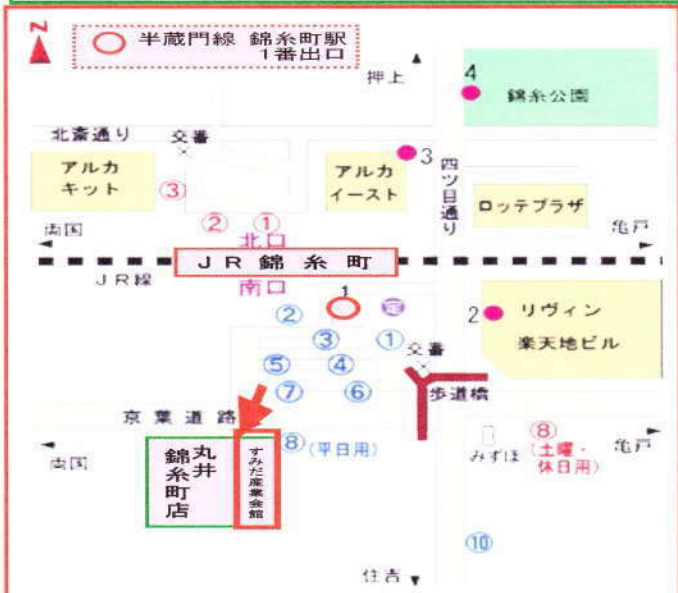 N
半蔵門線 錦糸町駅
1番出口
押上
4
錦糸公園
北斎通り
交番
3
アルカ
キット
③
アルカ
イースト
四ツ目通り
ロッテプラザ
②
①
両国
北口
亀戸
JR錦糸町
JR線
南口
1
②
定
2
リヴィン
楽天地ビル
③
①
交番
⑤
④
⑦
⑥
歩道橋
京葉道路
⑧(平日用)
両国
丸井
錦糸町店
すみだ産業会館
みずほ
⑧
(土曜・
休日用)
亀戸
⑩
住吉